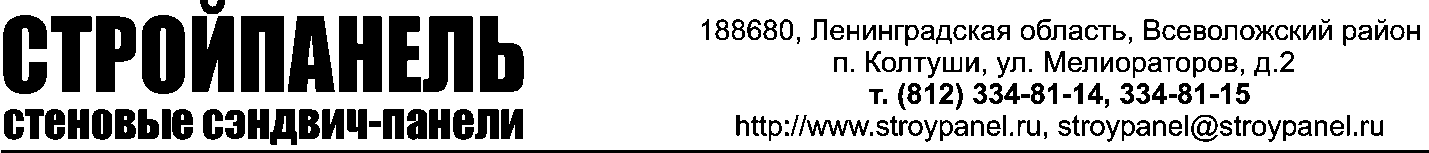 СТРОЙПАНЕЛЬ
стеновые сэндвич-панели
188680, Ленинградская область, Всеволожский район
п. Колтуши, ул. Мелиораторов, д.2
т. (812) 334-81-14, 334-81-15
http://www.stroypanel.ru, stroypanel@stroypanel.ru